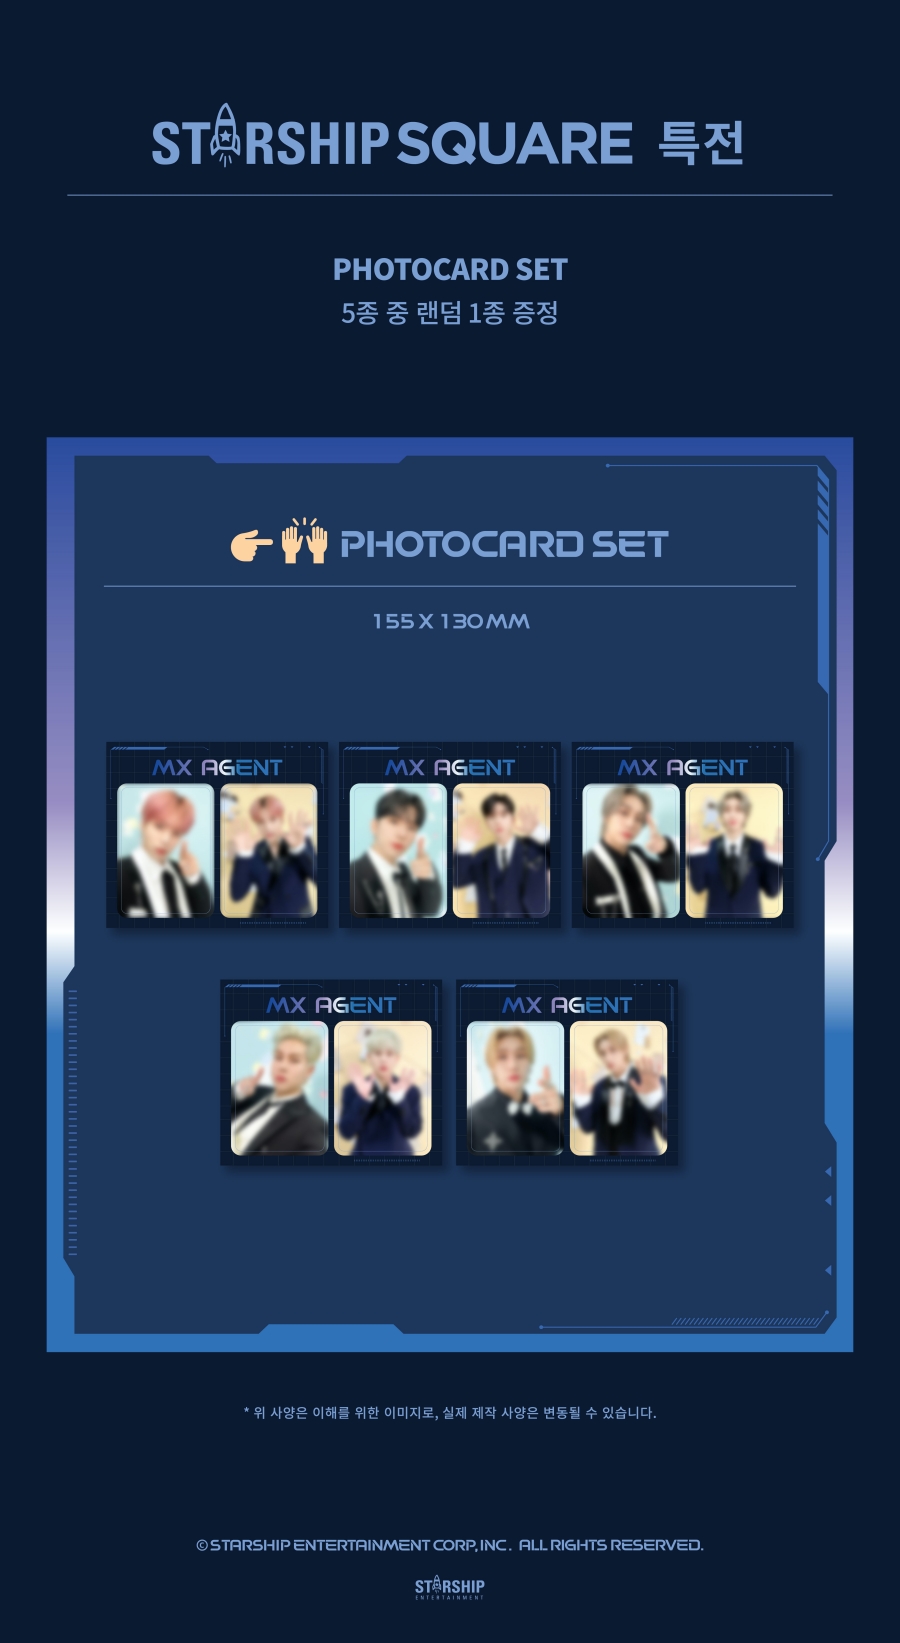 STARSHIP SQUARE 특전
PHOTOCARD SET
5종 중 랜덤 1종 증정
👉🙌 PHOTOCARD SET
155 X 130MM
MX AGENT
MX AGENT
MX AGENT
MX AGENT
MX AGENT
* 위 사양은 이해를 위한 이미지로, 실제 제작 사양은 변동될 수 있습니다.
© STARSHIP ENTERTAINMENT CORP, INC. ALL RIGHTS RESERVED.
STARSHIP
ENTERTAINMENT